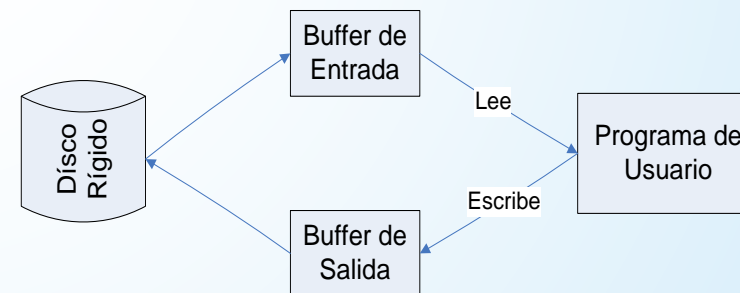 Buffer de
Entrada
Lee
Dísco
Rígido
Programa de
Usuario
Escribe
Buffer de
Salida